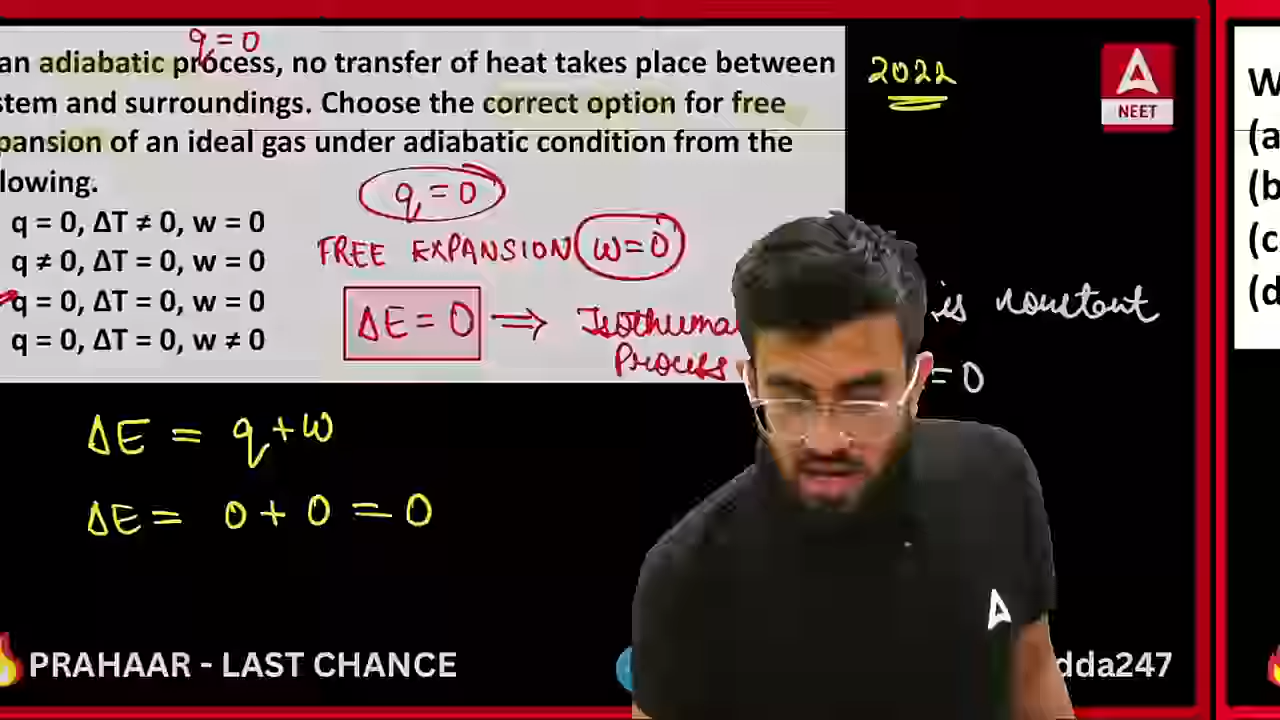 q = 0
an adiabatic process, no transfer of heat takes place between
stem and surroundings. Choose the correct option for free
pansion of an ideal gas under adiabatic condition from the
lowing.
q = 0, ΔT ≠ 0, w = 0
q ≠ 0, ΔT = 0, w = 0
q = 0, ΔT = 0, w = 0
q = 0, ΔT = 0, w ≠ 0
q = 0
FREE EXPANSION w = 0
ΔE = 0 ⇒ Isotherma
Process
2022
is constant
= 0
ΔE = q + w
ΔE = 0 + 0 = 0
A
NEET
W
(a
(b
(c
(d
A
PRAHAAR - LAST CHANCE
dda247